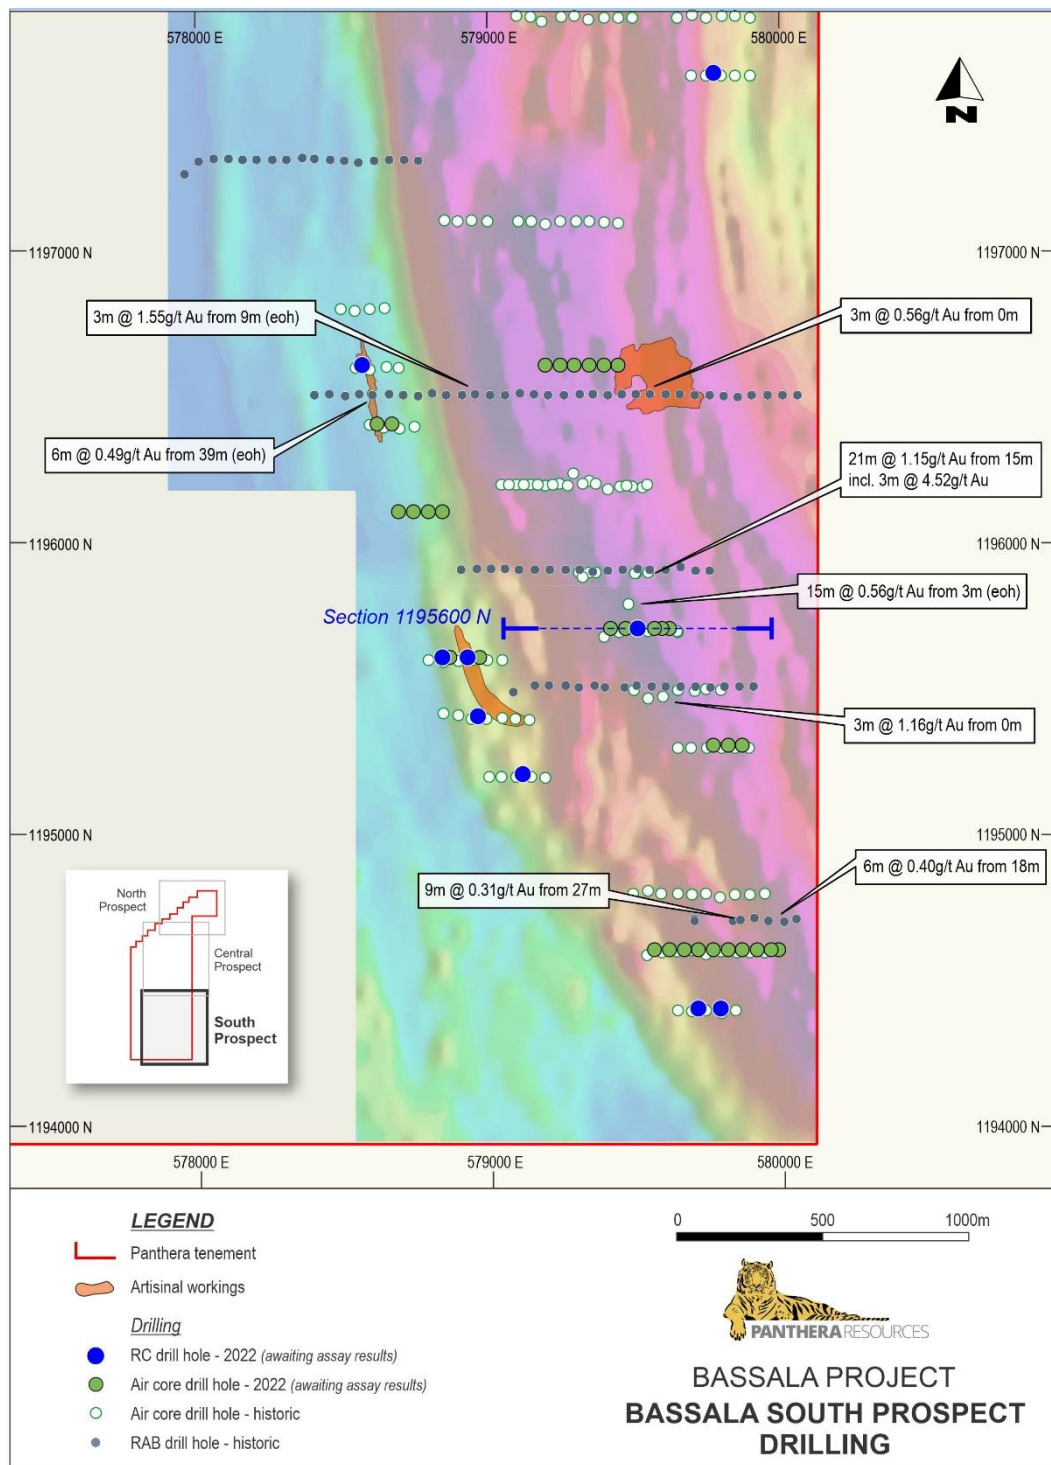 578000 E
579000 E
580000 E
N
1197000 N
1197000 N
3m @ 1.55g/t Au from 9m (eoh)
3m @ 0.56g/t Au from 0m
6m @ 0.49g/t Au from 39m (eoh)
21m @ 1.15g/t Au from 15m
incl. 3m @ 4.52g/t Au
1196000 N
1196000 N
15m @ 0.56g/t Au from 3m (eoh)
Section 1195600 N
3m @ 1.16g/t Au from 0m
1195000 N
1195000 N
6m @ 0.40g/t Au from 18m
9m @ 0.31g/t Au from 27m
North
Prospect
Central
Prospect
South
Prospect
1194000 N
1194000 N
578000 E
579000 E
580000 E
LEGEND
Panthera tenement
Artisinal workings
Drilling
RC drill hole - 2022 (awaiting assay results)
Air core drill hole - 2022 (awaiting assay results)
Air core drill hole - historic
RAB drill hole - historic
0
500
1000m
PANTHERA RESOURCES
BASSALA PROJECT
BASSALA SOUTH PROSPECT
DRILLING